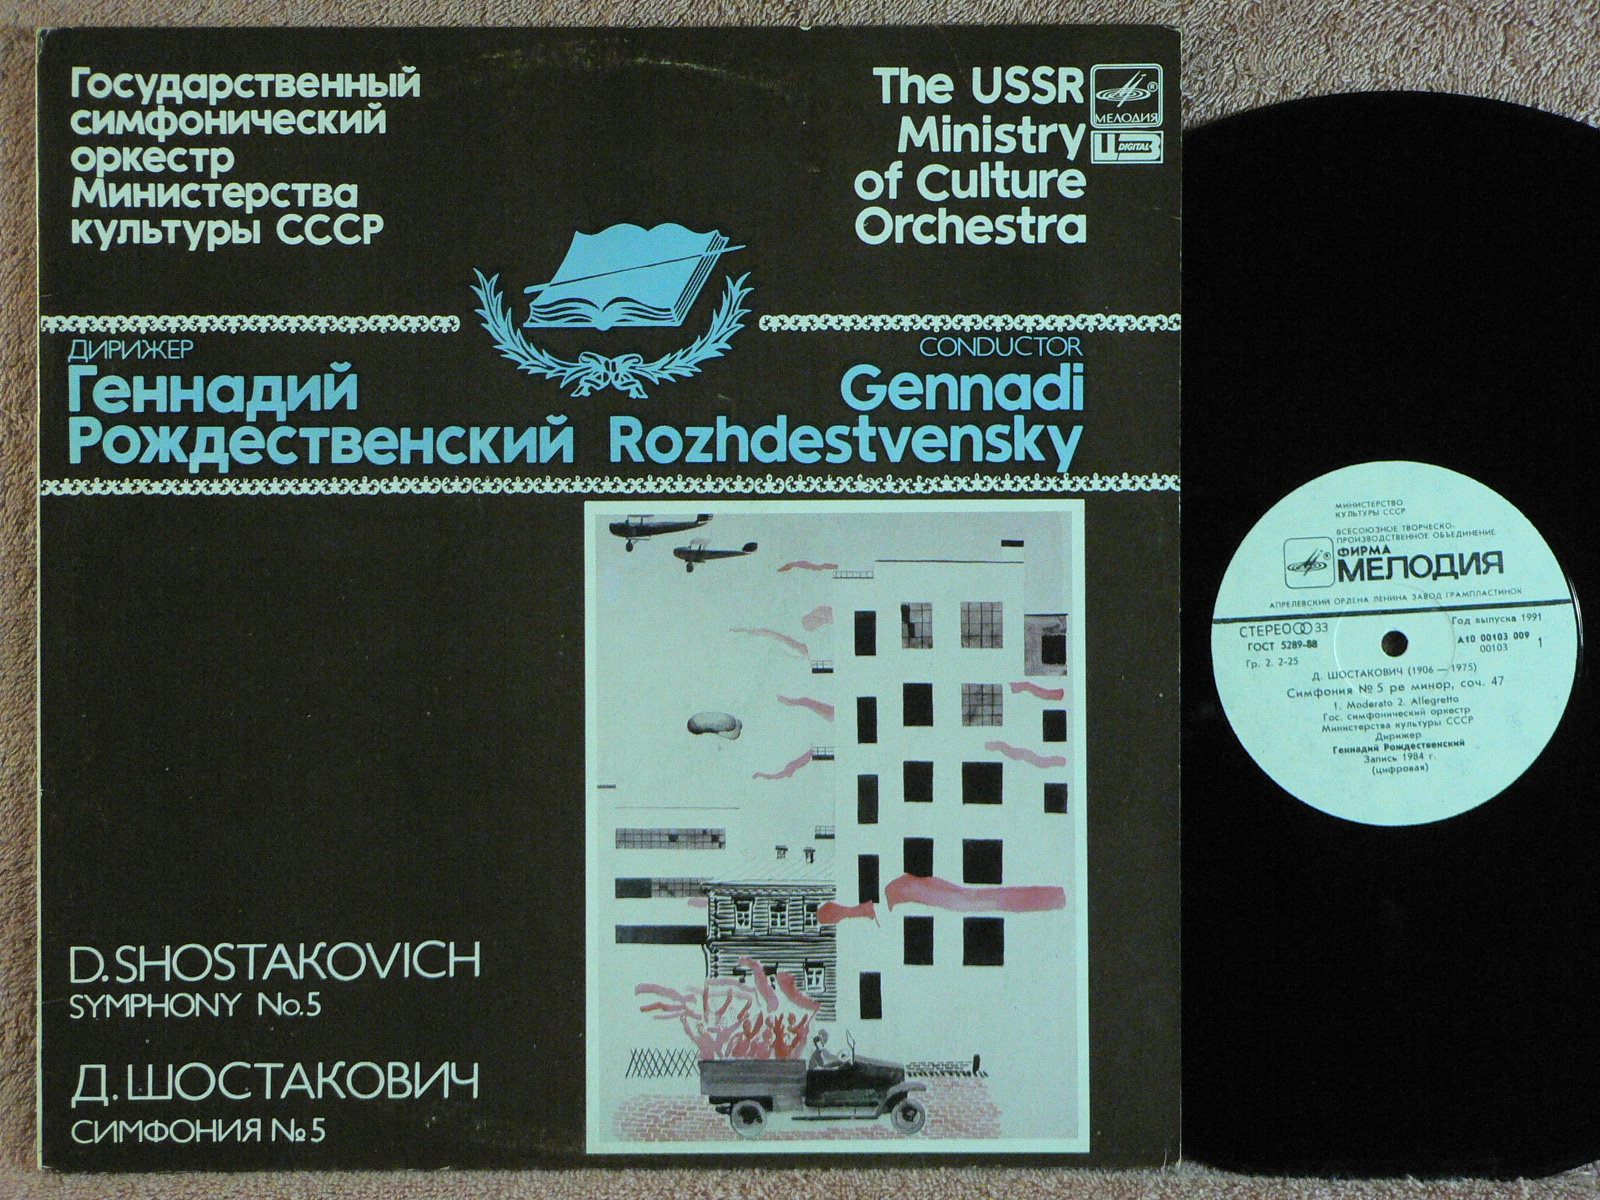 Государственный
симфонический
оркестр
Министерства
культуры СССР
The USSR
Ministry
of Culture
Orchestra
МЕЛОДИЯ
DIGITAL
ДИРИЖЕР
Геннадий
Рождественский
CONDUCTOR
Gennadi
Rozhdestvensky
D.SHOSTAKOVICH
SYMPHONY No.5
Д.ШОСТАКОВИЧ
СИМФОНИЯ №5
МИНИСТЕРСТВО
КУЛЬТУРЫ СССР
ВСЕСОЮЗНОЕ ТВОРЧЕСКО-
ПРОИЗВОДСТВЕННОЕ ОБЪЕДИНЕНИЕ
ФИРМА
МЕЛОДИЯ
АПРЕЛЕВСКИЙ ОРДЕНА ЛЕНИНА ЗАВОД ГРАМПЛАСТИНОК
СТЕРЕО 33
ГОСТ 5289-88
Гр. 2. 2-25
Год выпуска 1991
А10 00103 009
00103
1
Д. ШОСТАКОВИЧ (1906 — 1975)
Симфония № 5 ре минор, соч. 47
1. Moderato 2. Allegretto
Гос. симфонический оркестр
Министерства культуры СССР
Дирижер
Геннадий Рождественский
Запись 1984 г.
(цифровая)